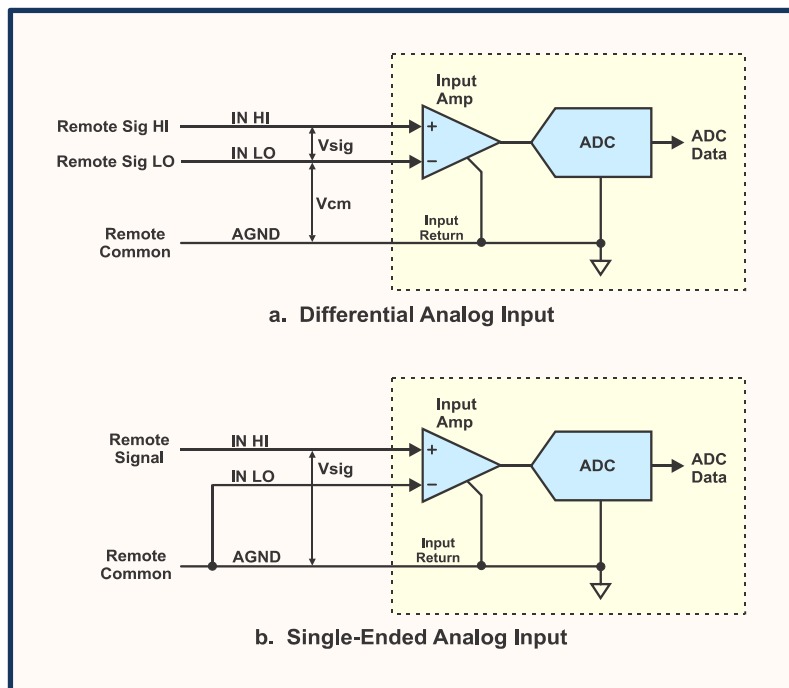 Input
Amp
Remote Sig HI
IN HI
+
ADC
ADC
Data
Vsig
Remote Sig LO
IN LO
−
Vcm
Remote
Common
AGND
Input
Return
a. Differential Analog Input
Input
Amp
Remote
Signal
IN HI
+
ADC
ADC
Data
Vsig
IN LO
−
Remote
Common
AGND
Input
Return
b. Single-Ended Analog Input